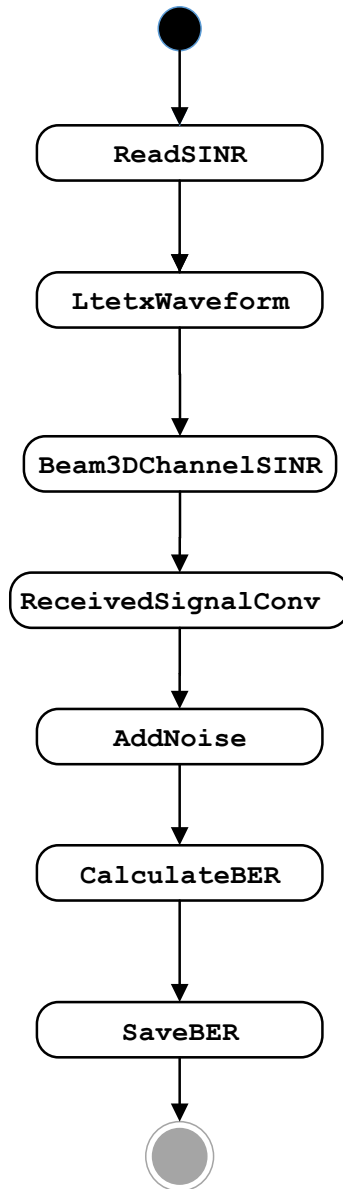 ReadSINR
LtetxWaveform
Beam3DChannelSINR
ReceivedSignalConv
AddNoise
CalculateBER
SaveBER